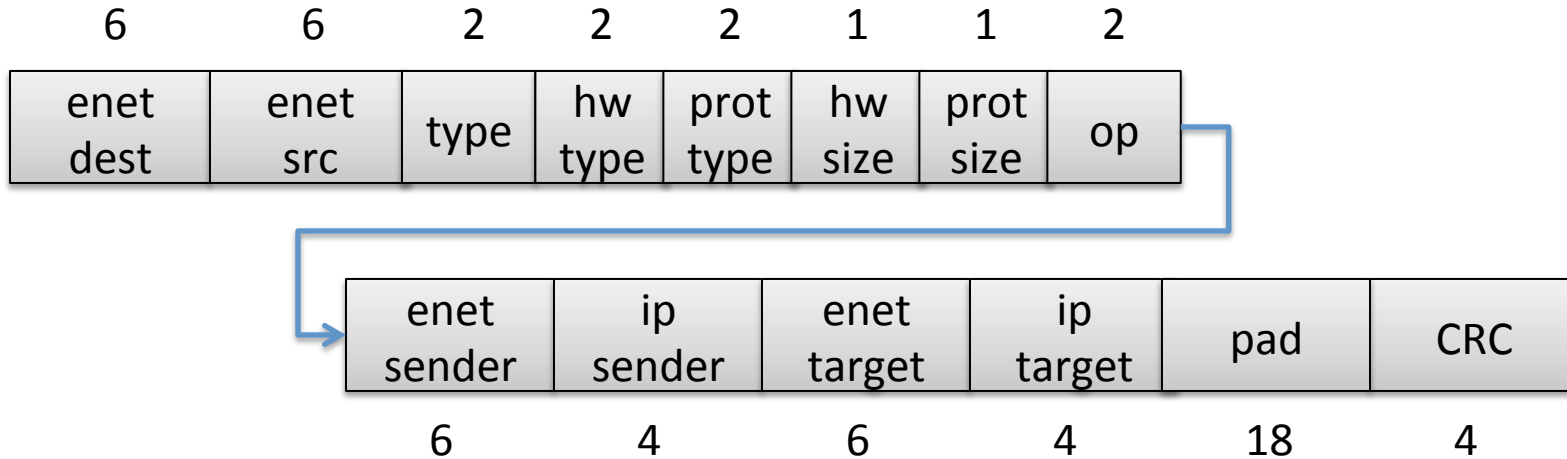 6 6 2 2 2 1 1 2
enet dest
enet src
type
hw type
prot type
hw size
prot size
op
enet sender
ip sender
enet target
ip target
pad
CRC
6 4 6 4 18 4